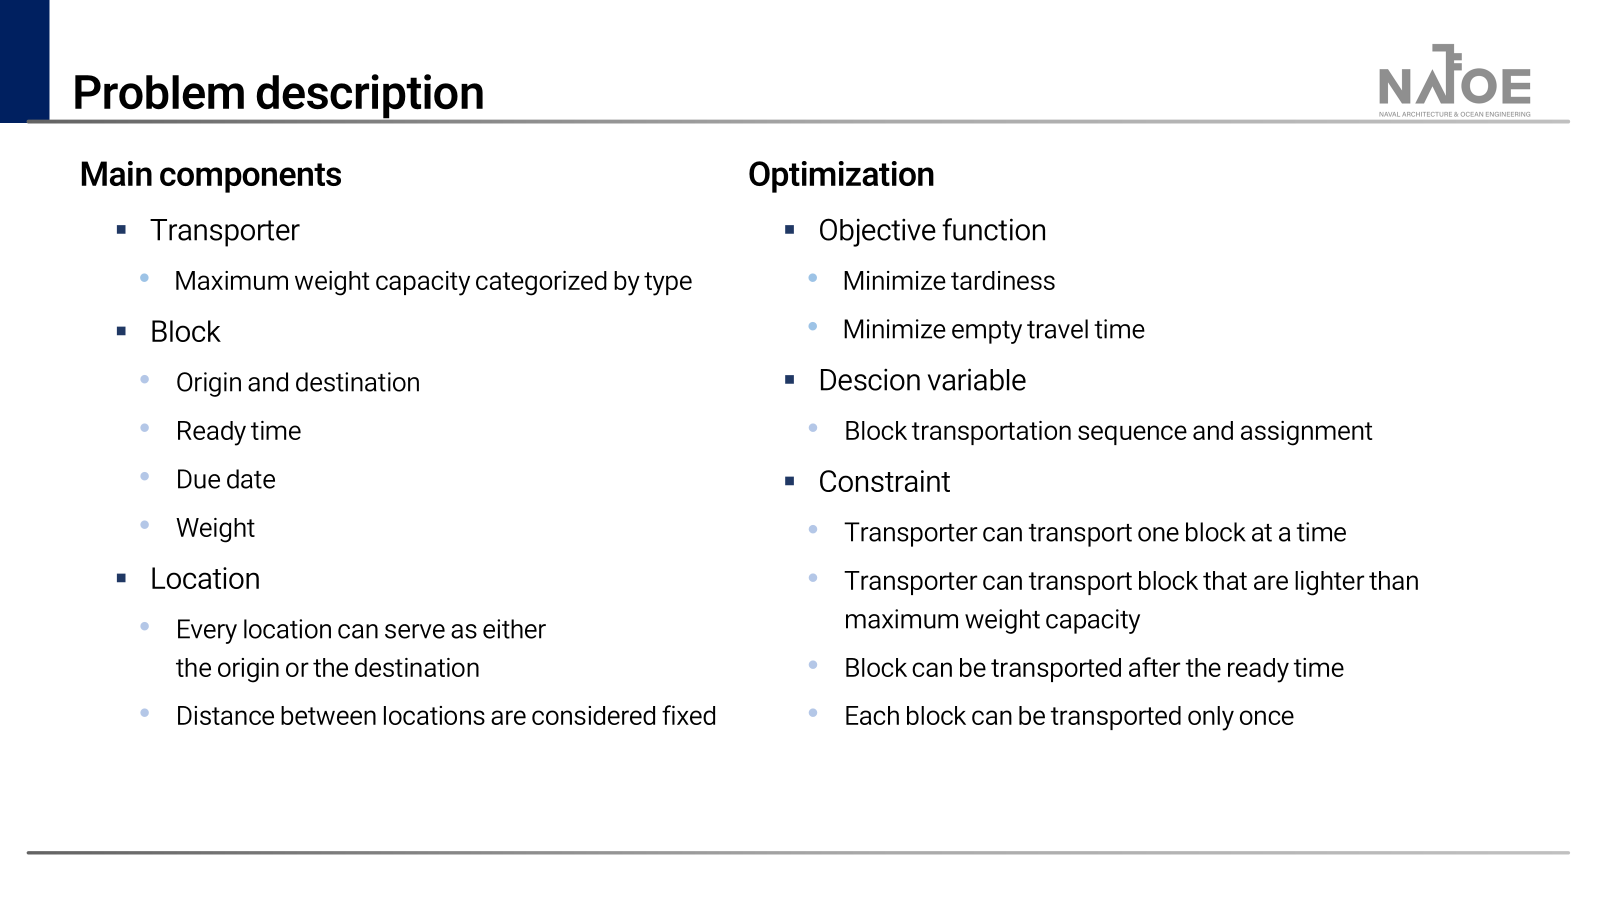 Problem description
NAOE
NAVAL ARCHITECTURE & OCEAN ENGINEERING
Main components
Transporter
Maximum weight capacity categorized by type
Block
Origin and destination
Ready time
Due date
Weight
Location
Every location can serve as either
the origin or the destination
Distance between locations are considered fixed
Optimization
Objective function
Minimize tardiness
Minimize empty travel time
Descion variable
Block transportation sequence and assignment
Constraint
Transporter can transport one block at a time
Transporter can transport block that are lighter than
maximum weight capacity
Block can be transported after the ready time
Each block can be transported only once